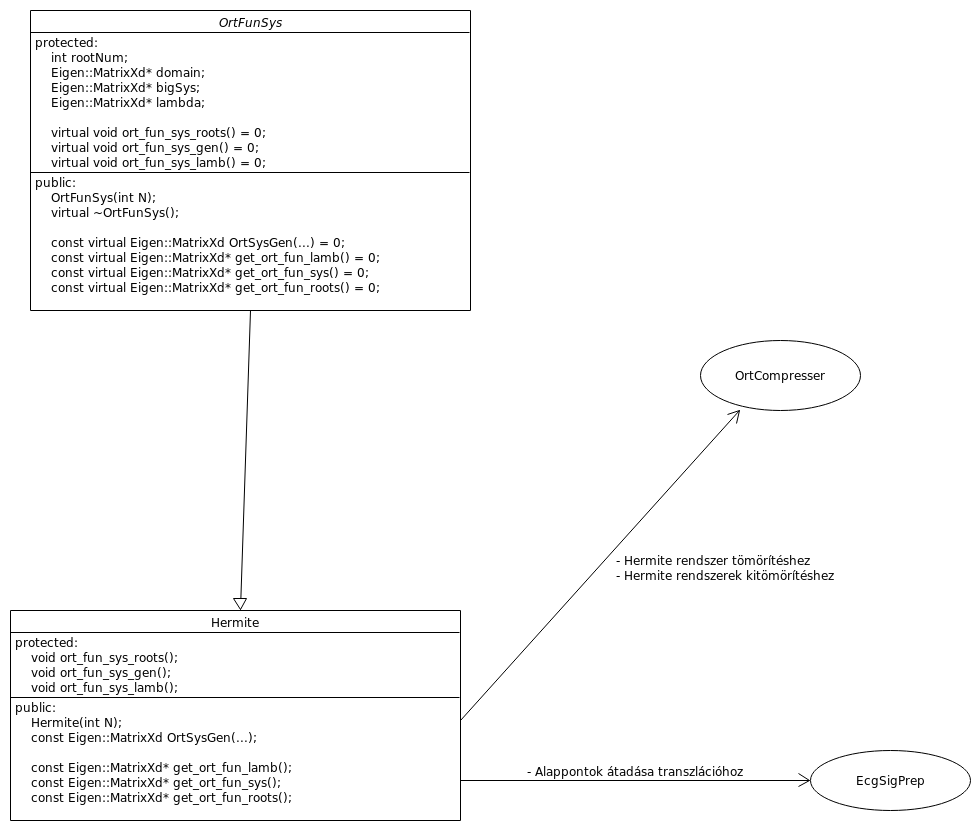 OrtFunSys
protected:
int rootNum;
Eigen::MatrixXd* domain;
Eigen::MatrixXd* bigSys;
Eigen::MatrixXd* lambda;
virtual void ort_fun_sys_roots() = 0;
virtual void ort_fun_sys_gen() = 0;
virtual void ort_fun_sys_lamb() = 0;
public:
OrtFunSys(int N);
virtual ~OrtFunSys();
const virtual Eigen::MatrixXd OrtSysGen(...) = 0;
const virtual Eigen::MatrixXd* get_ort_fun_lamb() = 0;
const virtual Eigen::MatrixXd* get_ort_fun_sys() = 0;
const virtual Eigen::MatrixXd* get_ort_fun_roots() = 0;
OrtCompresser
- Hermite rendszer tömörítéshez
- Hermite rendszerek kitömörítéshez
Hermite
protected:
void ort_fun_sys_roots();
void ort_fun_sys_gen();
void ort_fun_sys_lamb();
public:
Hermite(int N);
const Eigen::MatrixXd OrtSysGen(...);
const Eigen::MatrixXd* get_ort_fun_lamb();
const Eigen::MatrixXd* get_ort_fun_sys();
const Eigen::MatrixXd* get_ort_fun_roots();
- Alappontok átadása transzlációhoz
EcgSigPrep